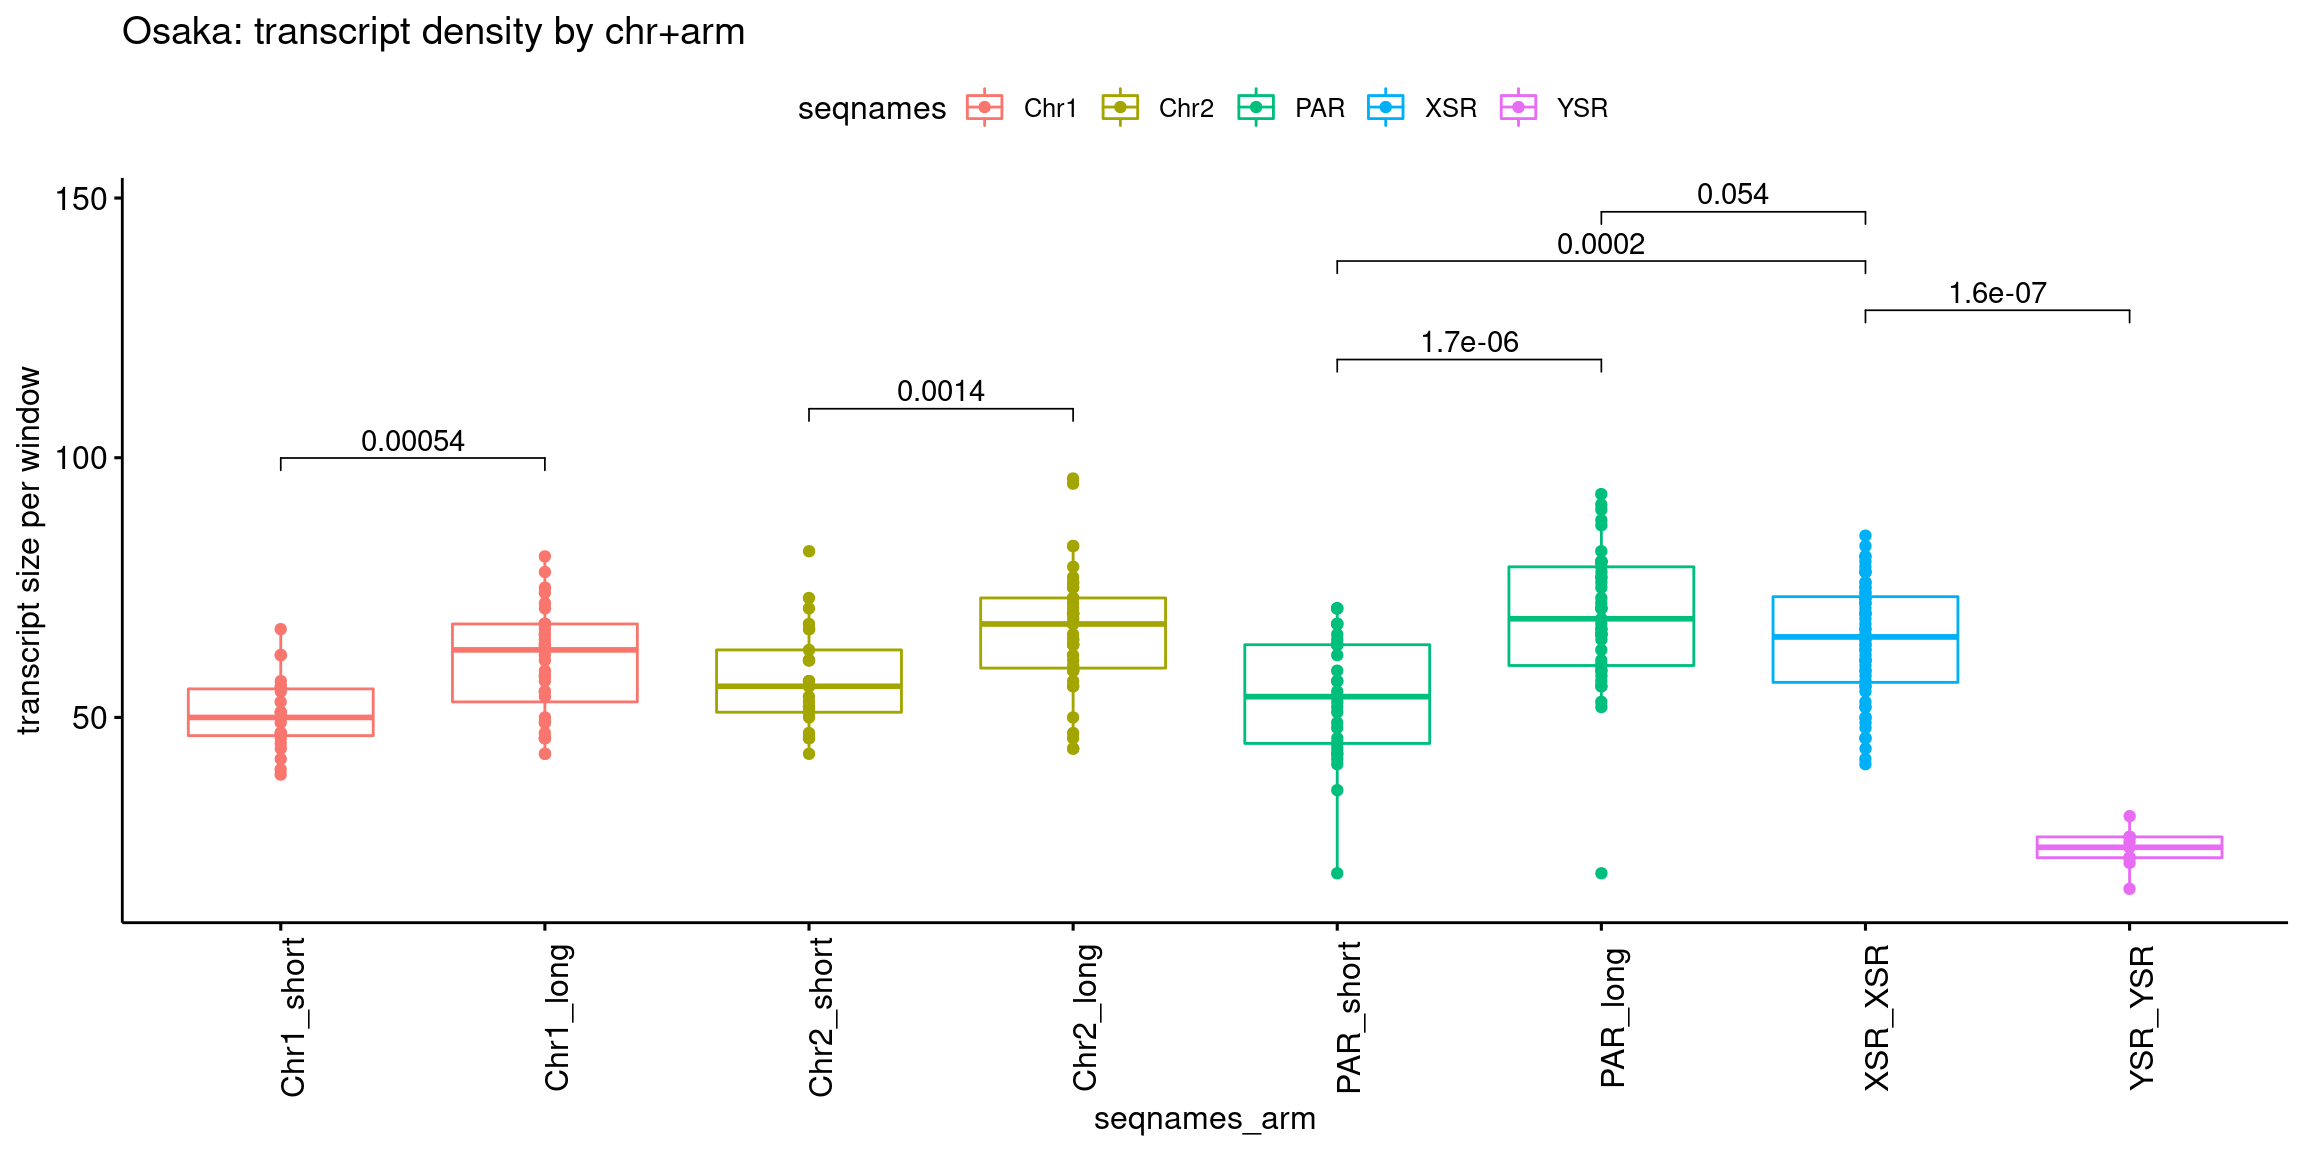 Osaka: transcript density by chr+arm
seqnames Chr1 Chr2 PAR XSR YSR
150
100
50
transcript size per window
0.054
0.0002
1.6e-07
1.7e-06
0.0014
0.00054
Chr1_short
Chr1_long
Chr2_short
Chr2_long
PAR_short
PAR_long
XSR_XSR
YSR_YSR
seqnames_arm